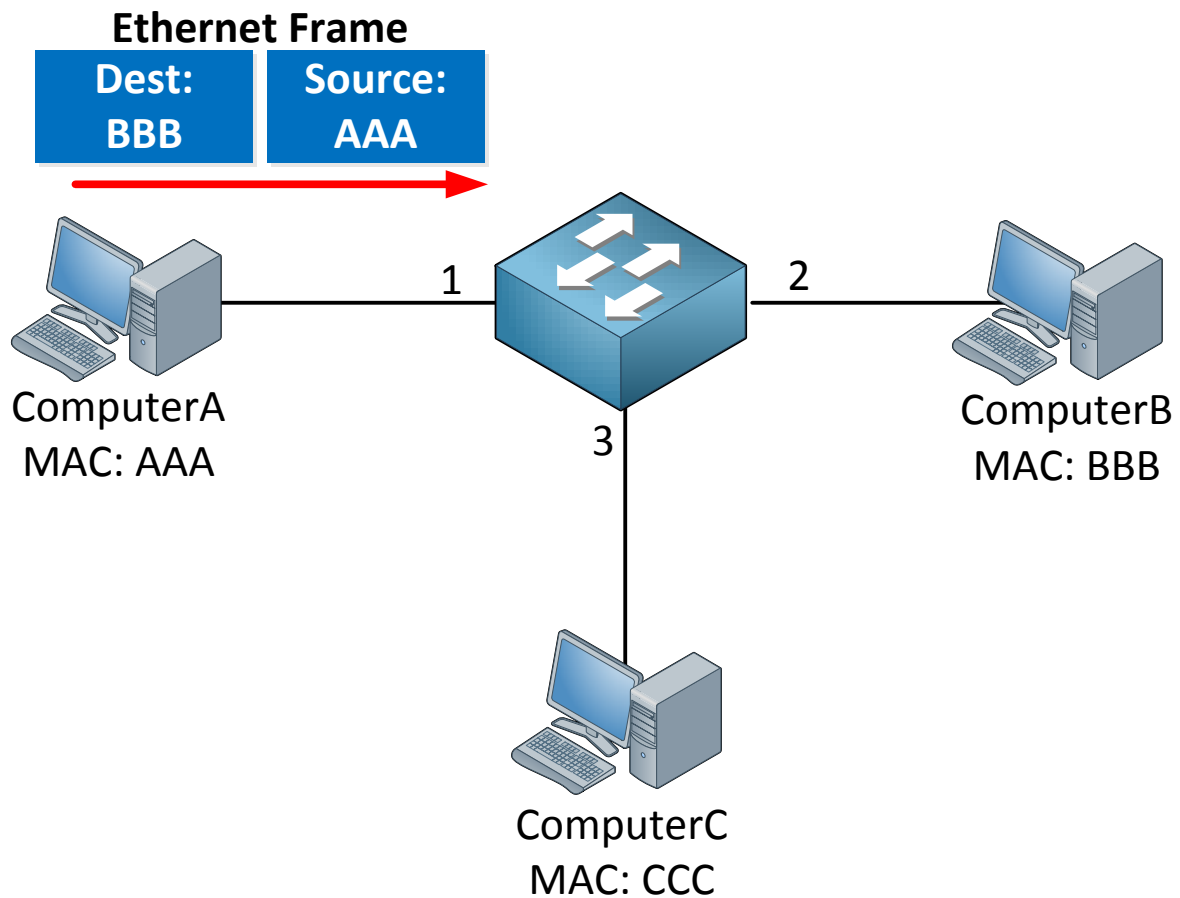 Ethernet Frame
Dest:
BBB
Source:
AAA
1
2
ComputerA
MAC: AAA
ComputerB
MAC: BBB
3
ComputerC
MAC: CCC